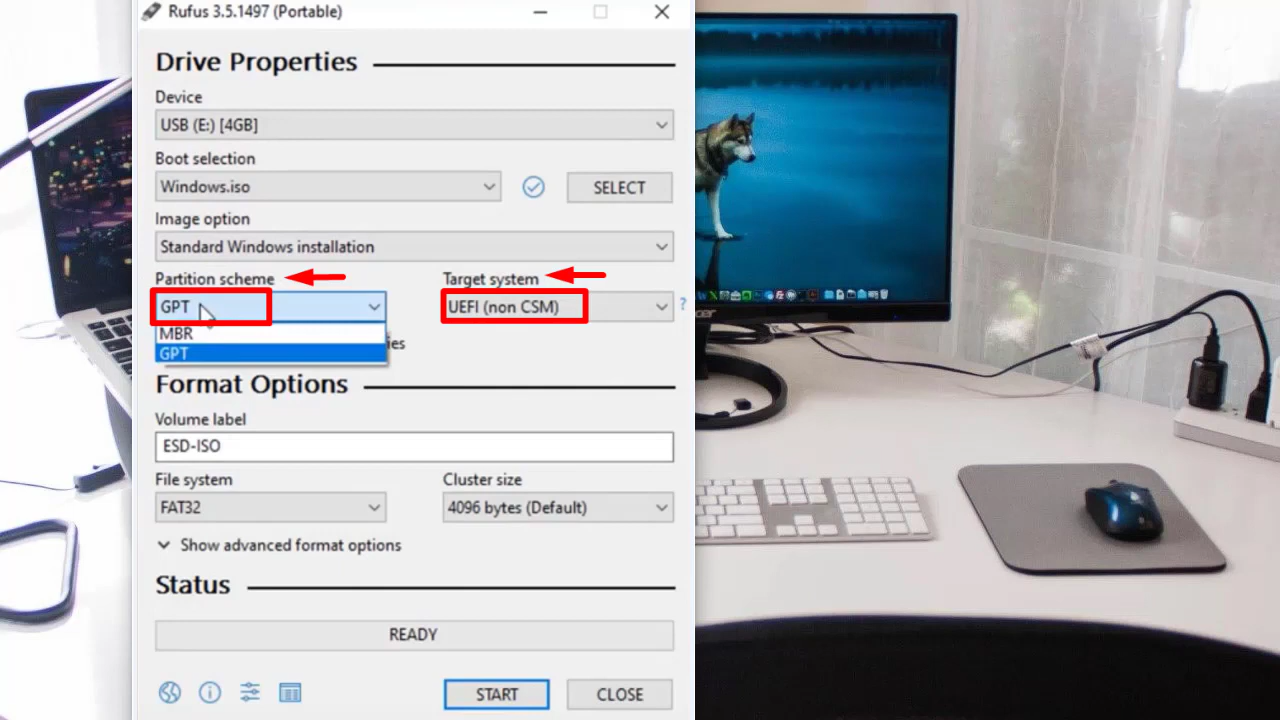 Rufus 3.5.1497 (Portable)
Drive Properties
Device
USB (E:) [4GB]
Boot selection
Windows.iso
SELECT
Image option
Standard Windows installation
Partition scheme
Target system
GPT
UEFI (non CSM)
?
MBR
GPT
ies
Format Options
Volume label
ESD-ISO
File system
Cluster size
FAT32
4096 bytes (Default)
Show advanced format options
Status
READY
START
CLOSE
acer